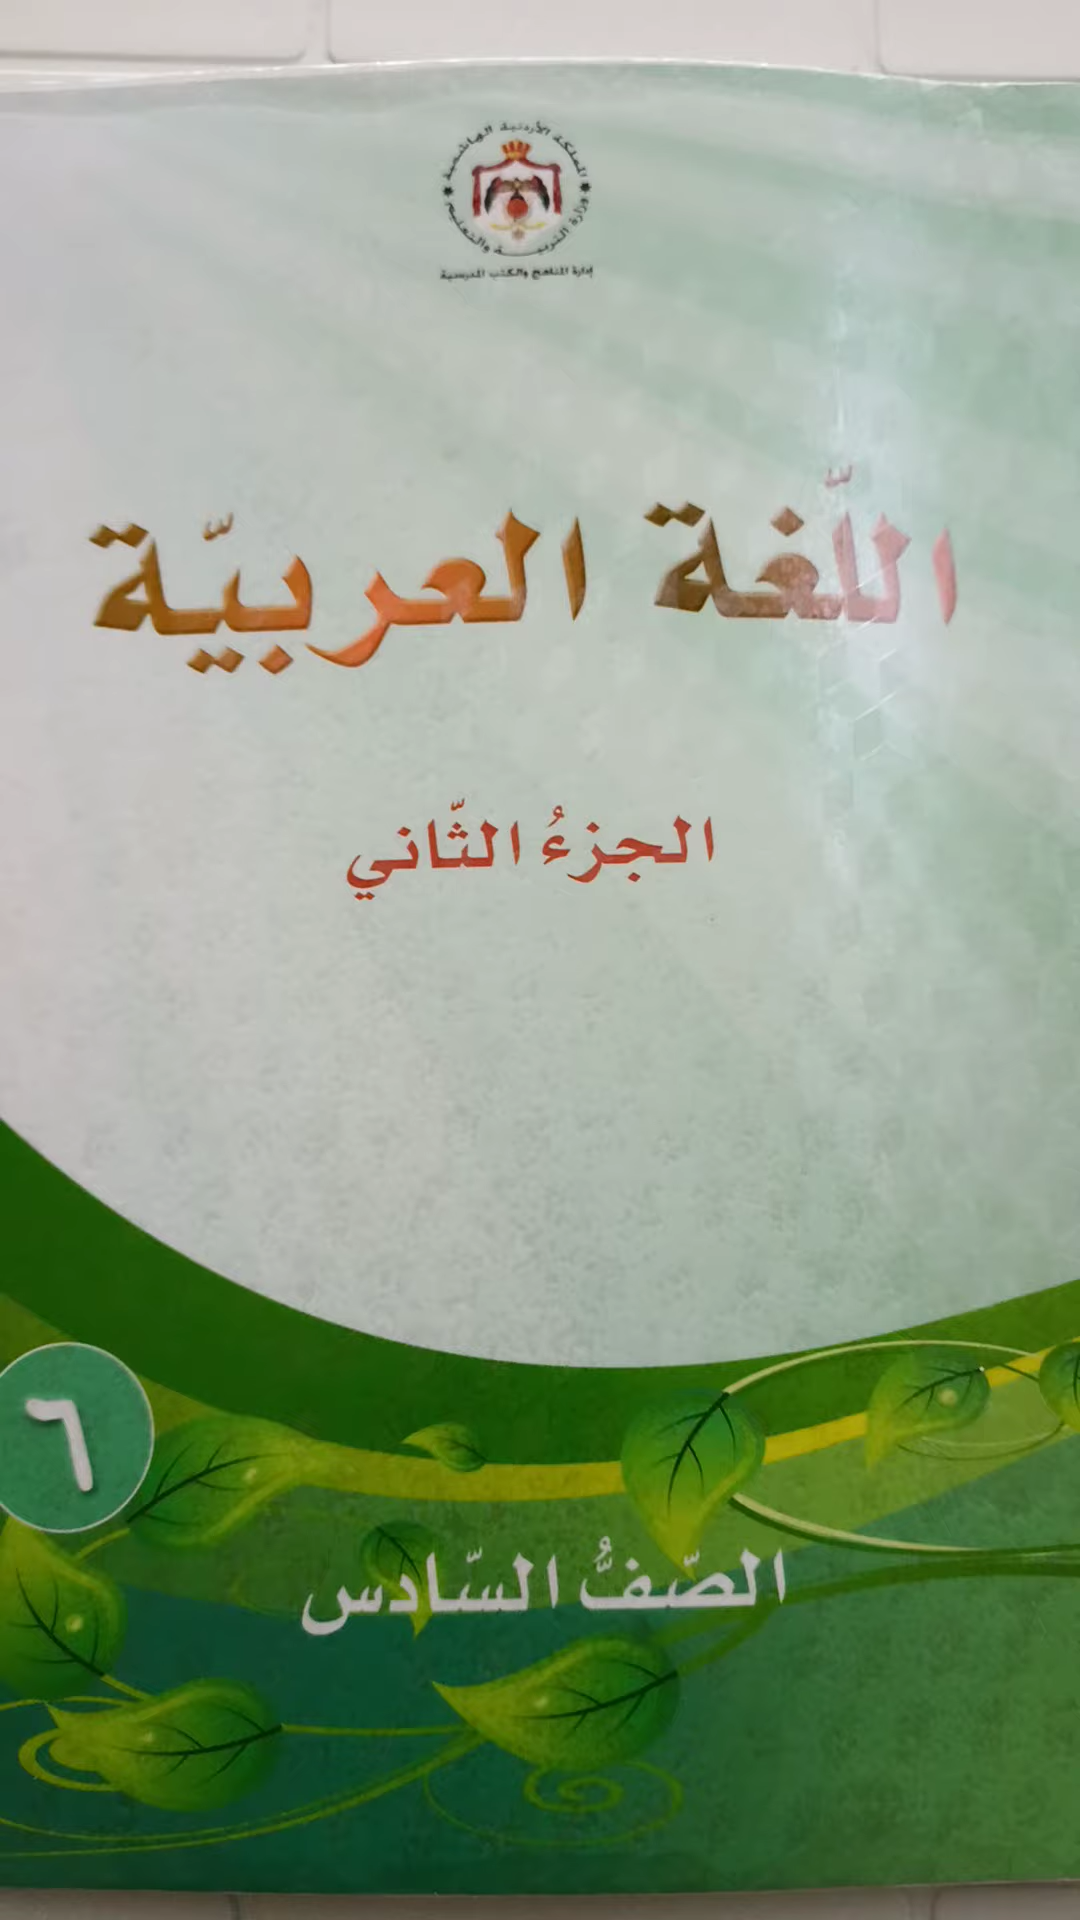 المملكة الأردنية الهاشمية
وزارة التربية والتعليم
إدارة المناهج والكتب المدرسية
اللّغة العربيّة
الجزءُ الثّاني
٦
الصّفُّ السّادس